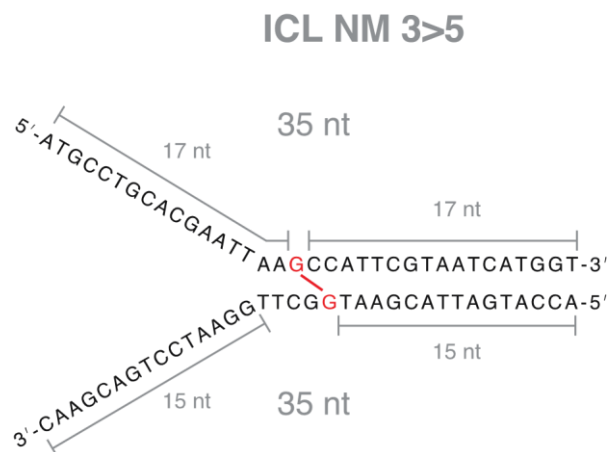 ICL NM 3>5
35 nt
17 nt
17 nt
5′-ATGCCTGCACGAATT
AAGCCATTCGTAATCATGGT-3′
TTCGGTAAGCATTAGTACCA-5′
3′-CAAGCAGTCCTAAGG
15 nt
15 nt
35 nt